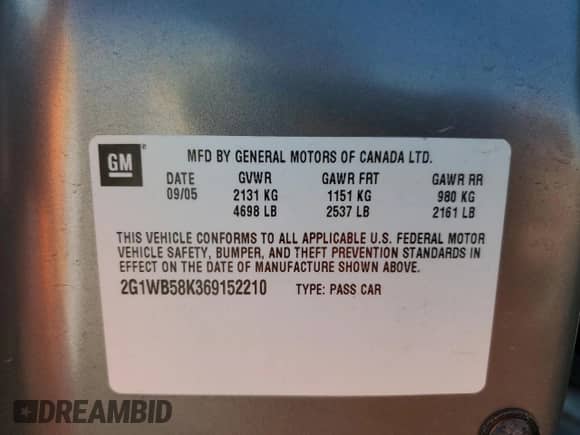 GM
MFD BY GENERAL MOTORS OF CANADA LTD.
DATE GVWR GAWR FRT GAWR RR
09/05 2131 KG 1151 KG 980 KG
4698 LB 2537 LB 2161 LB
THIS VEHICLE CONFORMS TO ALL APPLICABLE U.S. FEDERAL MOTOR
VEHICLE SAFETY, BUMPER, AND THEFT PREVENTION STANDARDS IN
EFFECT ON THE DATE OF MANUFACTURE SHOWN ABOVE.
2G1WB58K369152210 TYPE: PASS CAR
DREAMBID